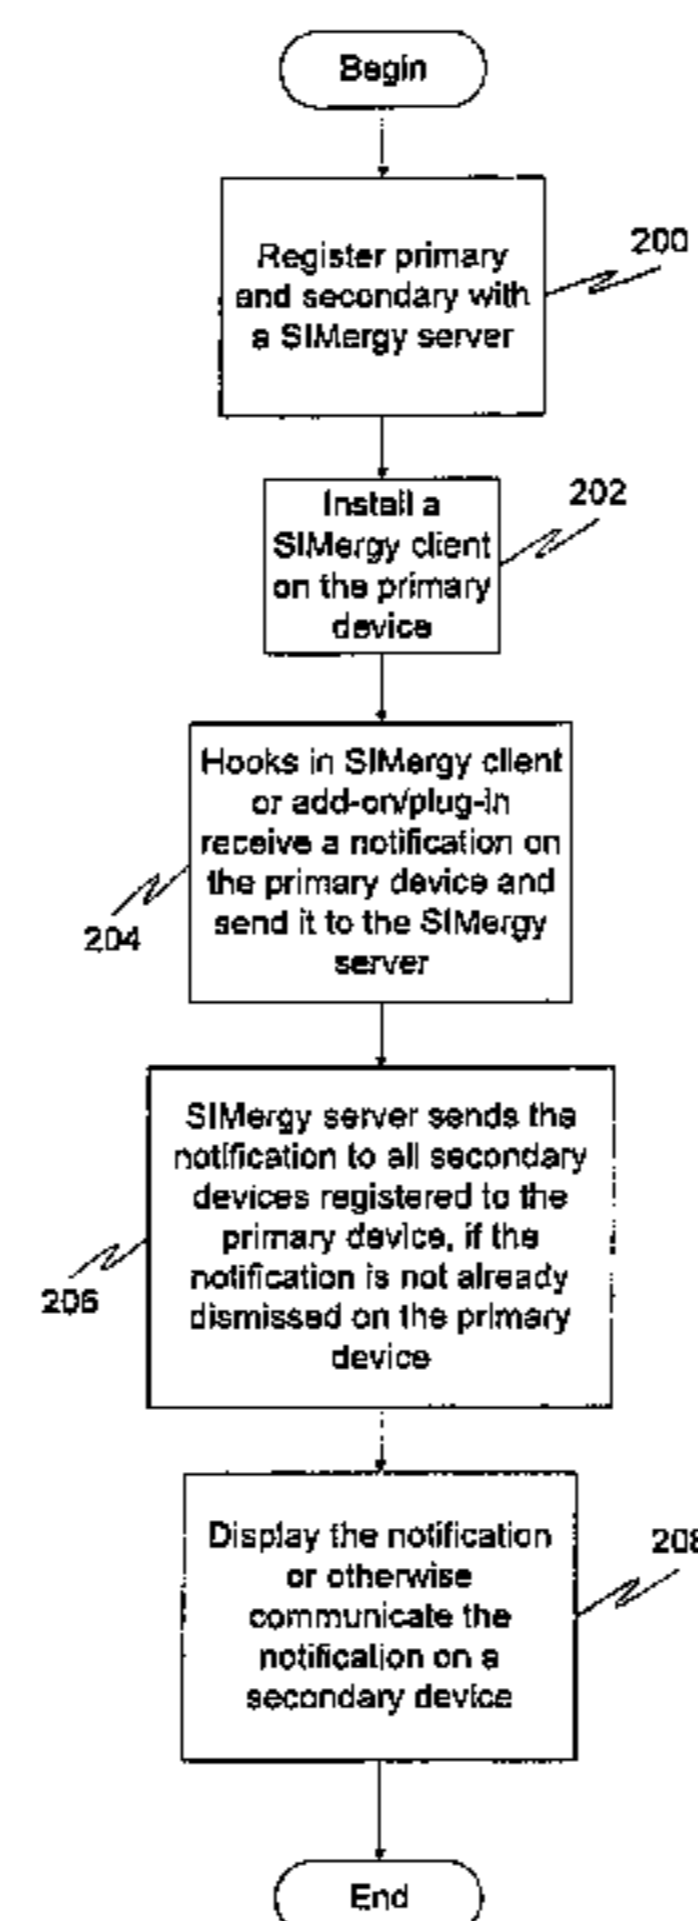 Begin
Register primary
and secondary with
a SIMergy server
200
Install a
SIMergy client
on the primary
device
202
Hooks in SIMergy client
or add-on/plug-in
receive a notification on
the primary device and
send it to the SIMergy
server
204
SIMergy server sends the
notification to all secondary
devices registered to the
primary device, if the
notification is not already
dismissed on the primary
device
206
Display the notification
or otherwise
communicate the
notification on a
secondary device
208
End